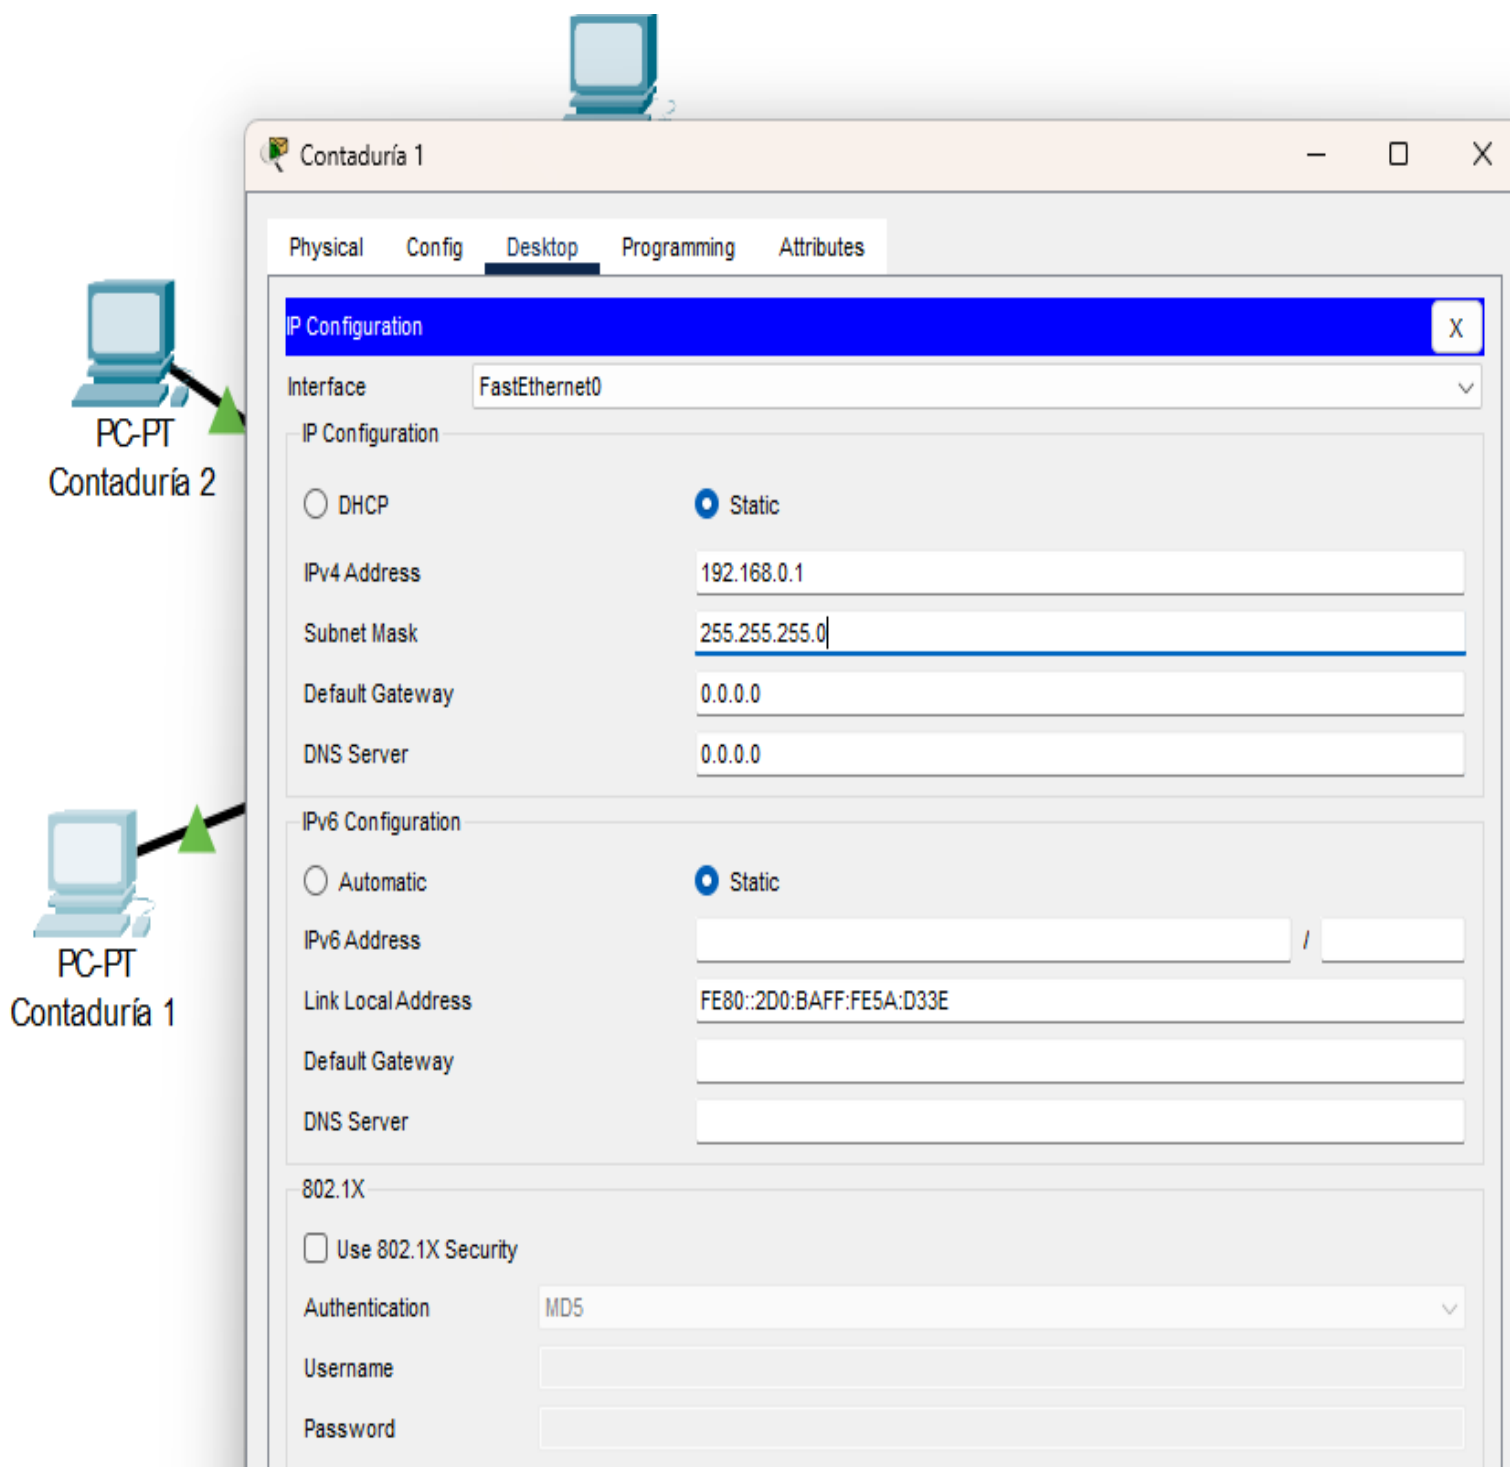 Contaduría 1
Physical Config Desktop Programming Attributes
IP Configuration X
Interface FastEthernet0
IP Configuration
DHCP Static
IPv4 Address 192.168.0.1
Subnet Mask 255.255.255.0
Default Gateway 0.0.0.0
DNS Server 0.0.0.0
IPv6 Configuration
Automatic Static
IPv6 Address /
Link Local Address FE80::2D0:BAFF:FE5A:D33E
Default Gateway
DNS Server
802.1X
Use 802.1X Security
Authentication MD5
Username
Password
PC-PT
Contaduría 2
PC-PT
Contaduría 1